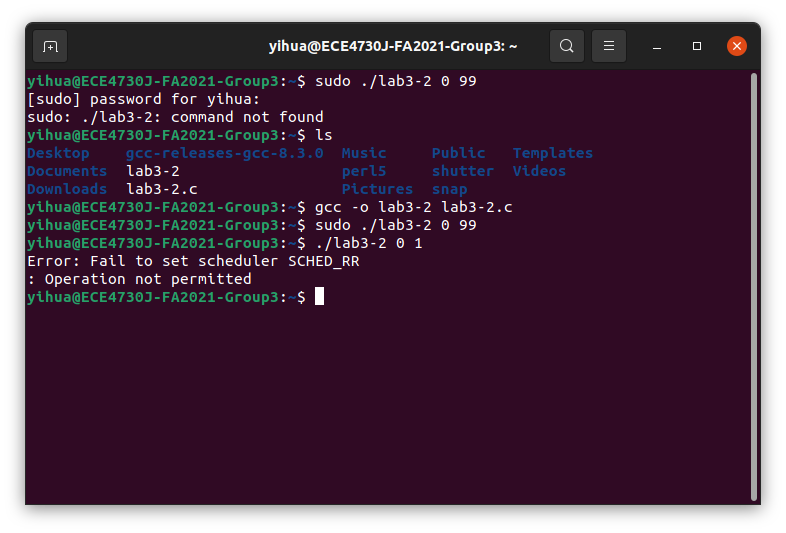 yihua@ECE4730J-FA2021-Group3: ~
yihua@ECE4730J-FA2021-Group3:~$ sudo ./lab3-2 0 99
[sudo] password for yihua:
sudo: ./lab3-2: command not found
yihua@ECE4730J-FA2021-Group3:~$ ls
Desktop    gcc-releases-gcc-8.3.0  Music     Public   Templates
Documents  lab3-2                  perl5     shutter  Videos
Downloads  lab3-2.c                Pictures  snap
yihua@ECE4730J-FA2021-Group3:~$ gcc -o lab3-2 lab3-2.c
yihua@ECE4730J-FA2021-Group3:~$ sudo ./lab3-2 0 99
yihua@ECE4730J-FA2021-Group3:~$ ./lab3-2 0 1
Error: Fail to set scheduler SCHED_RR
: Operation not permitted
yihua@ECE4730J-FA2021-Group3:~$